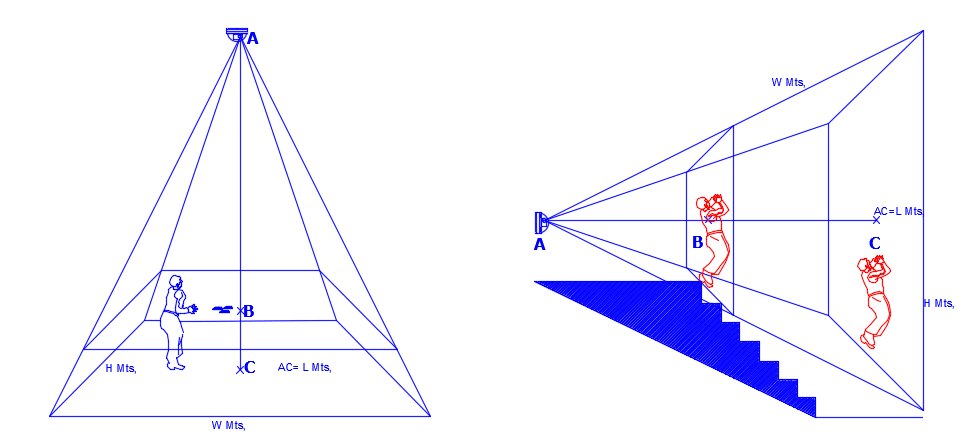 A
B
C
H Mts,
AC= L Mts,
W Mts,
W Mts,
AC=L Mts,
A
B
C
H Mts,